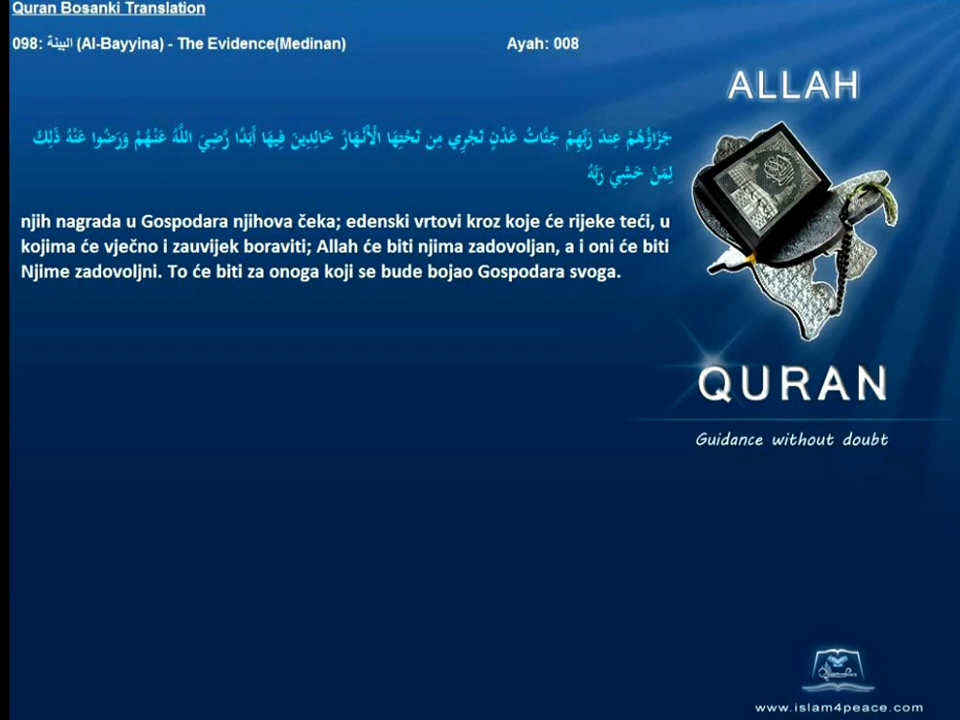 Quran Bosanki Translation
098: البينة (Al-Bayyina) - The Evidence(Medinan) Ayah: 008
ALLAH
جَزَاؤُهُمْ عِندَ رَبِّهِمْ جَنَّاتُ عَدْنٍ تَجْرِي مِن تَحْتِهَا الْأَنْهَارُ خَالِدِينَ فِيهَا أَبَدًا رَّضِيَ اللَّهُ عَنْهُمْ وَرَضُوا عَنْهُ ذَلِكَ
لِمَنْ خَشِيَ رَبَّهُ
njih nagrada u Gospodara njihova čeka; edenski vrtovi kroz koje će rijeke teći, u
kojima će vječno i zauvijek boraviti; Allah će biti njima zadovoljan, a i oni će biti
Njime zadovoljni. To će biti za onoga koji se bude bojao Gospodara svoga.
QURAN
Guidance without doubt
www.islam4peace.com